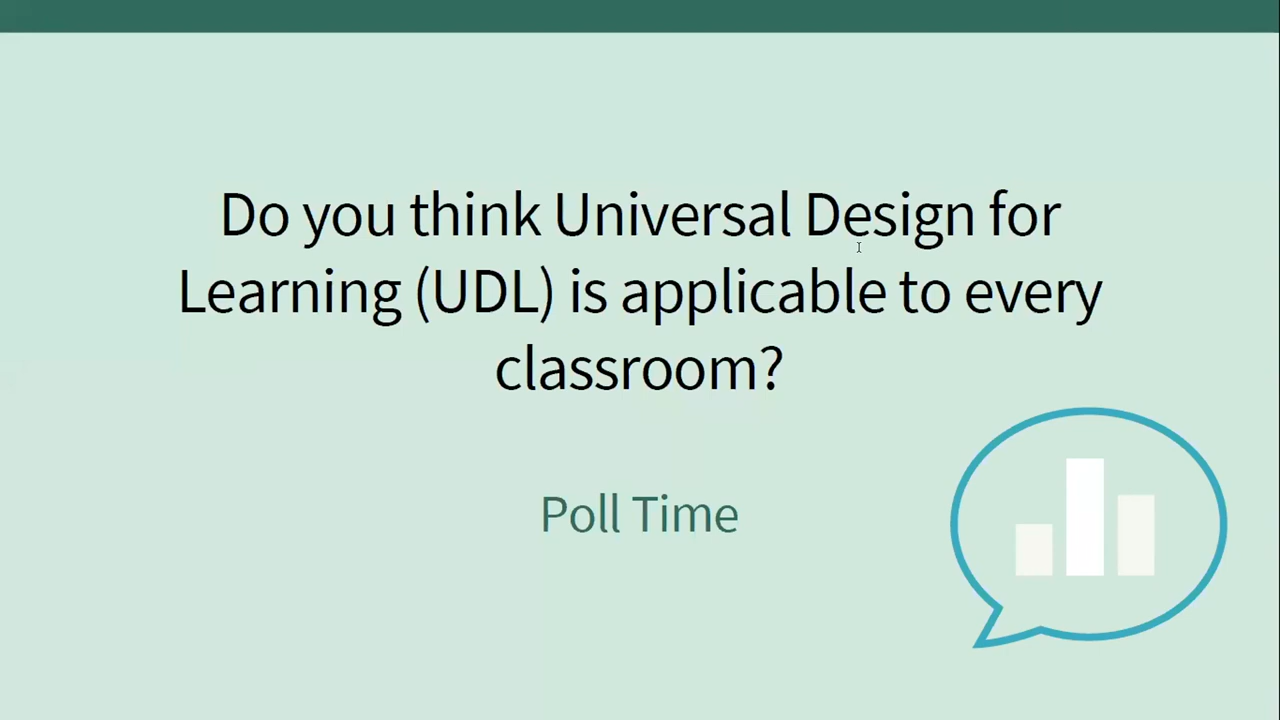 Do you think Universal Design for
Learning (UDL) is applicable to every
classroom?
Poll Time